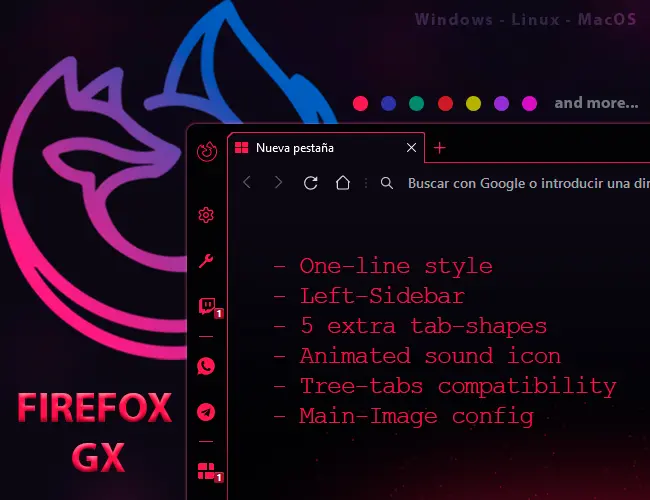 Windows - Linux - MacOS
and more...
Nueva pestaña
Buscar con Google o introducir una dir
- One-line style
- Left-Sidebar
- 5 extra tab-shapes
- Animated sound icon
- Tree-tabs compatibility
- Main-Image config
1
1
FIREFOX
GX